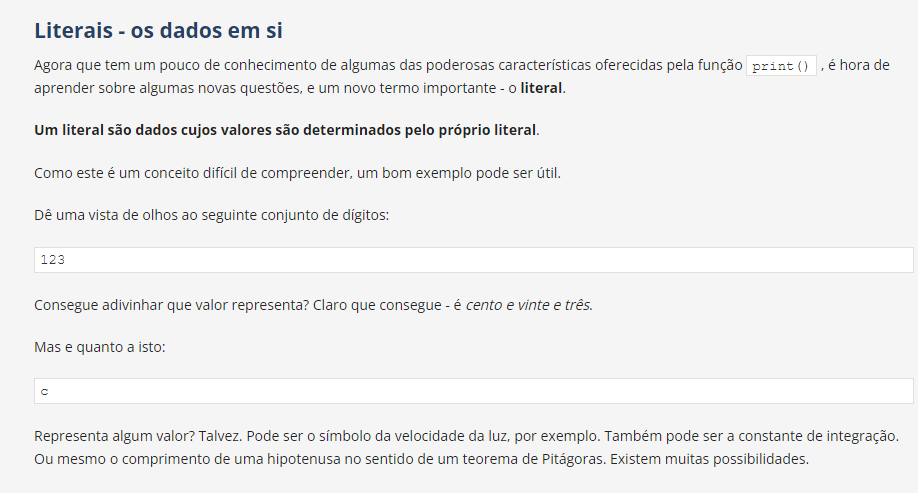 Literais - os dados em si
Agora que tem um pouco de conhecimento de algumas das poderosas características oferecidas pela função print() , é hora de
aprender sobre algumas novas questões, e um novo termo importante - o literal.
Um literal são dados cujos valores são determinados pelo próprio literal.
Como este é um conceito difícil de compreender, um bom exemplo pode ser útil.
Dê uma vista de olhos ao seguinte conjunto de dígitos:
123
Consegue adivinhar que valor representa? Claro que consegue - é cento e vinte e três.
Mas e quanto a isto:
c
Representa algum valor? Talvez. Pode ser o símbolo da velocidade da luz, por exemplo. Também pode ser a constante de integração.
Ou mesmo o comprimento de uma hipotenusa no sentido de um teorema de Pitágoras. Existem muitas possibilidades.